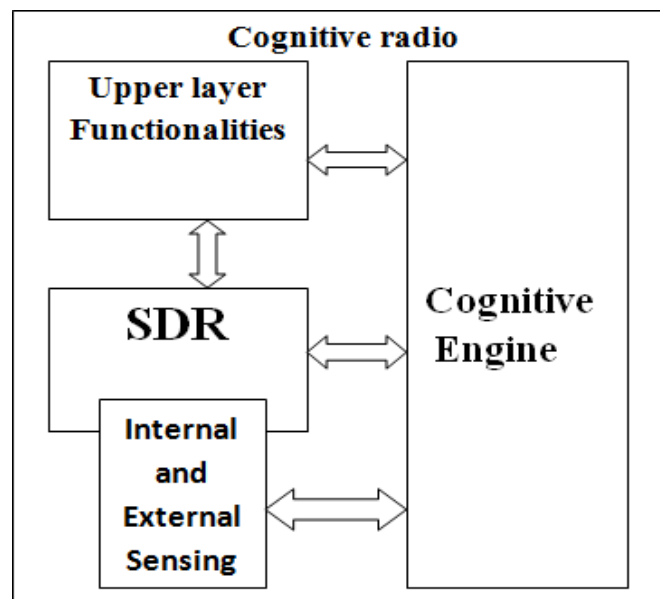 Cognitive radio
Upper layer
Functionalities
SDR
Internal
and
External
Sensing
Cognitive
Engine